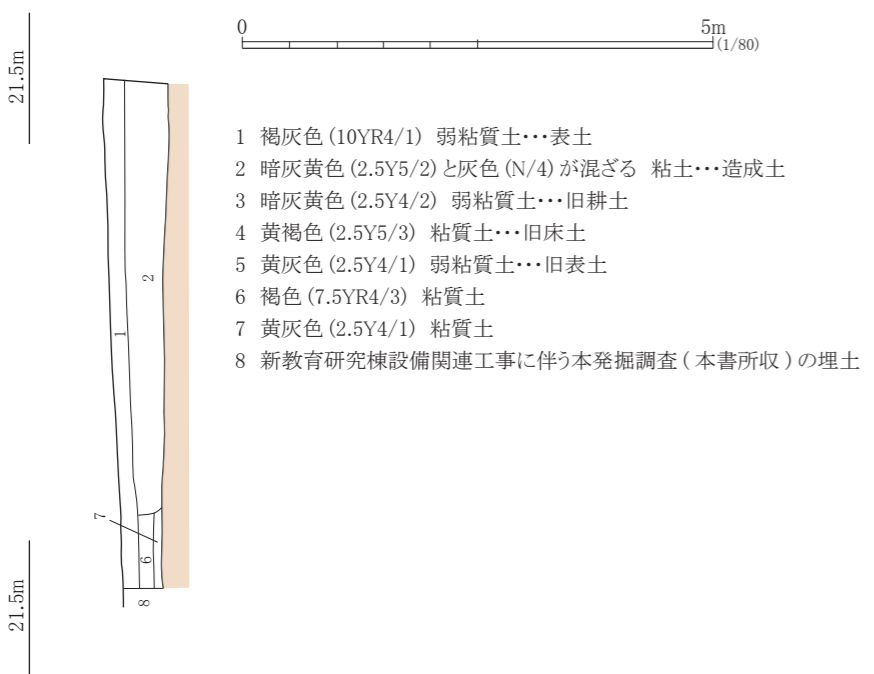 0 5m
(1/80)
21.5m
1 褐灰色 (10YR4/1) 弱粘質土・・・表土
2 暗灰黄色 (2.5Y5/2) と灰色 (N/4) が混ざる 粘土・・・造成土
3 暗灰黄色 (2.5Y4/2) 弱粘質土・・・旧耕土
4 黄褐色 (2.5Y5/3) 粘質土・・・旧床土
5 黄灰色 (2.5Y4/1) 弱粘質土・・・旧表土
6 褐色 (7.5YR4/3) 粘質土
7 黄灰色 (2.5Y4/1) 粘質土
8 新教育研究棟設備関連工事に伴う本発掘調査 ( 本書所収 ) の埋土
2
1
7
6
8
21.5m